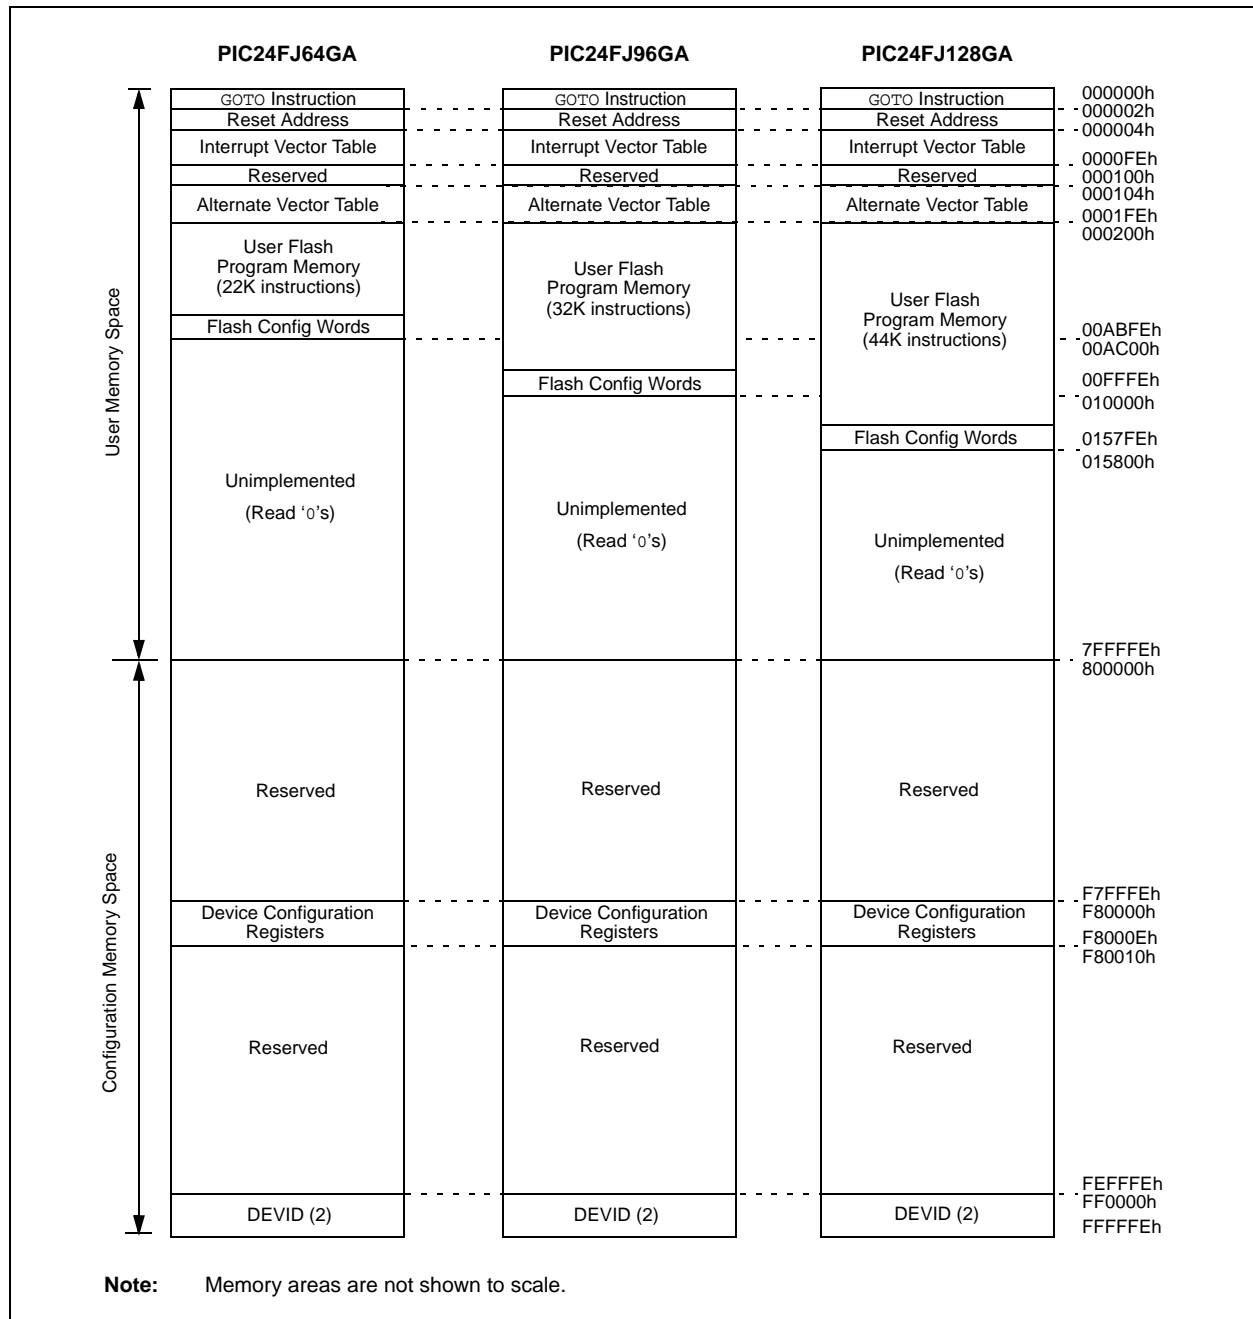 PIC24FJ64GA PIC24FJ96GA PIC24FJ128GA
GOTO Instruction GOTO Instruction GOTO Instruction 000000h
000002h
Reset Address Reset Address Reset Address
000004h
Interrupt Vector Table Interrupt Vector Table Interrupt Vector Table
0000FEh
Reserved Reserved Reserved 000100h
000104h
Alternate Vector Table Alternate Vector Table Alternate Vector Table
0001FEh
000200h
User Flash
Program Memory
(22K instructions)
User Flash
Program Memory
(32K instructions)
User Flash
Program Memory
(44K instructions)
Flash Config Words 00ABFEh
00AC00h
Flash Config Words 00FFFEh
010000h
Flash Config Words 0157FEh
015800h
User Memory Space
Unimplemented
(Read ‘0’s)
Unimplemented
(Read ‘0’s)
Unimplemented
(Read ‘0’s)
7FFFFEh
800000h
Reserved Reserved Reserved
F7FFFEh
F80000h
Device Configuration
Registers
Device Configuration
Registers
Device Configuration
Registers
F8000Eh
F80010h
Configuration Memory Space
Reserved Reserved Reserved
FEFFFEh
FF0000h
DEVID (2) DEVID (2) DEVID (2)
FFFFFEh
Note: Memory areas are not shown to scale.